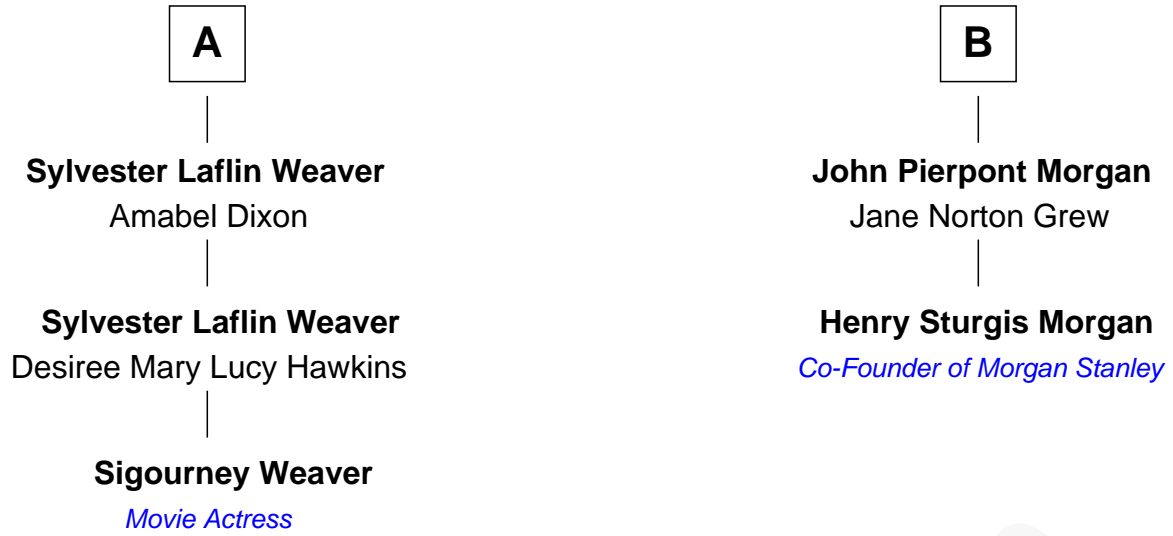 A
Sylvester Laflin Weaver
Amabel Dixon
Sylvester Laflin Weaver
Desiree Mary Lucy Hawkins
Sigourney Weaver
Movie Actress
B
John Pierpont Morgan
Jane Norton Grew
Henry Sturgis Morgan
Co-Founder of Morgan Stanley